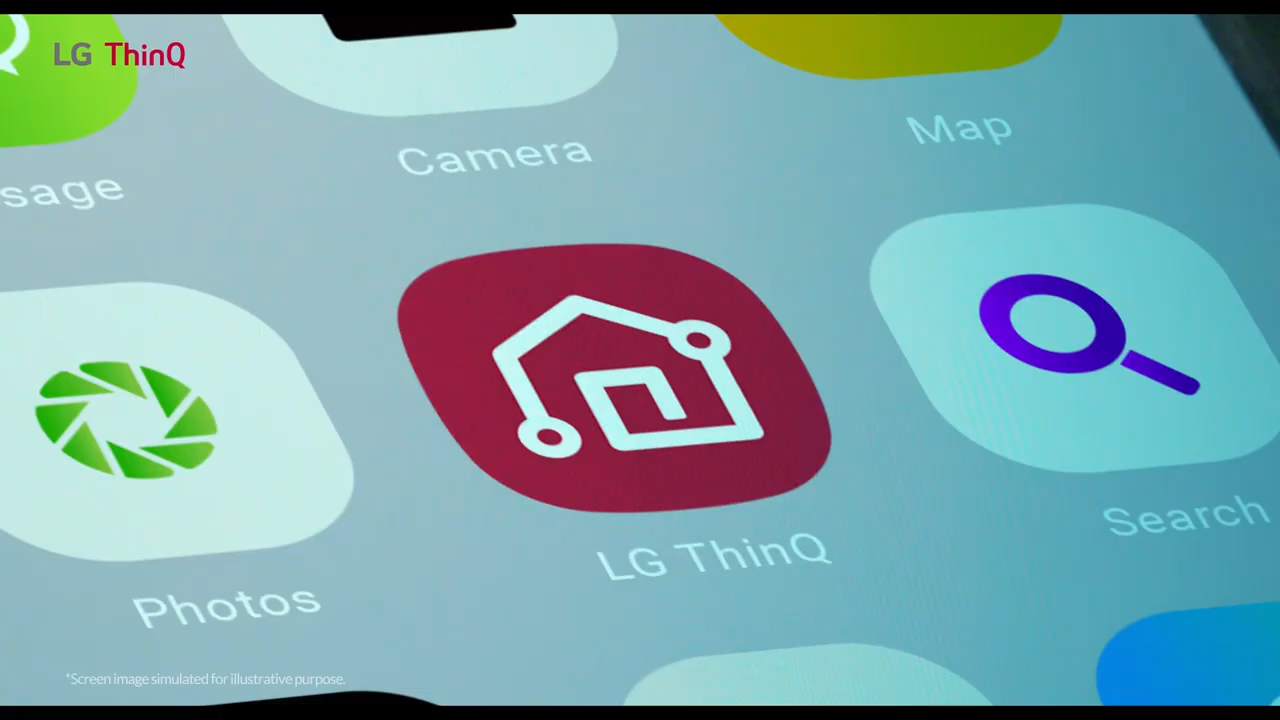 LG ThinQ
Camera
Map
sage
LG ThinQ
Search
Photos
*Screen image simulated for illustrative purpose.